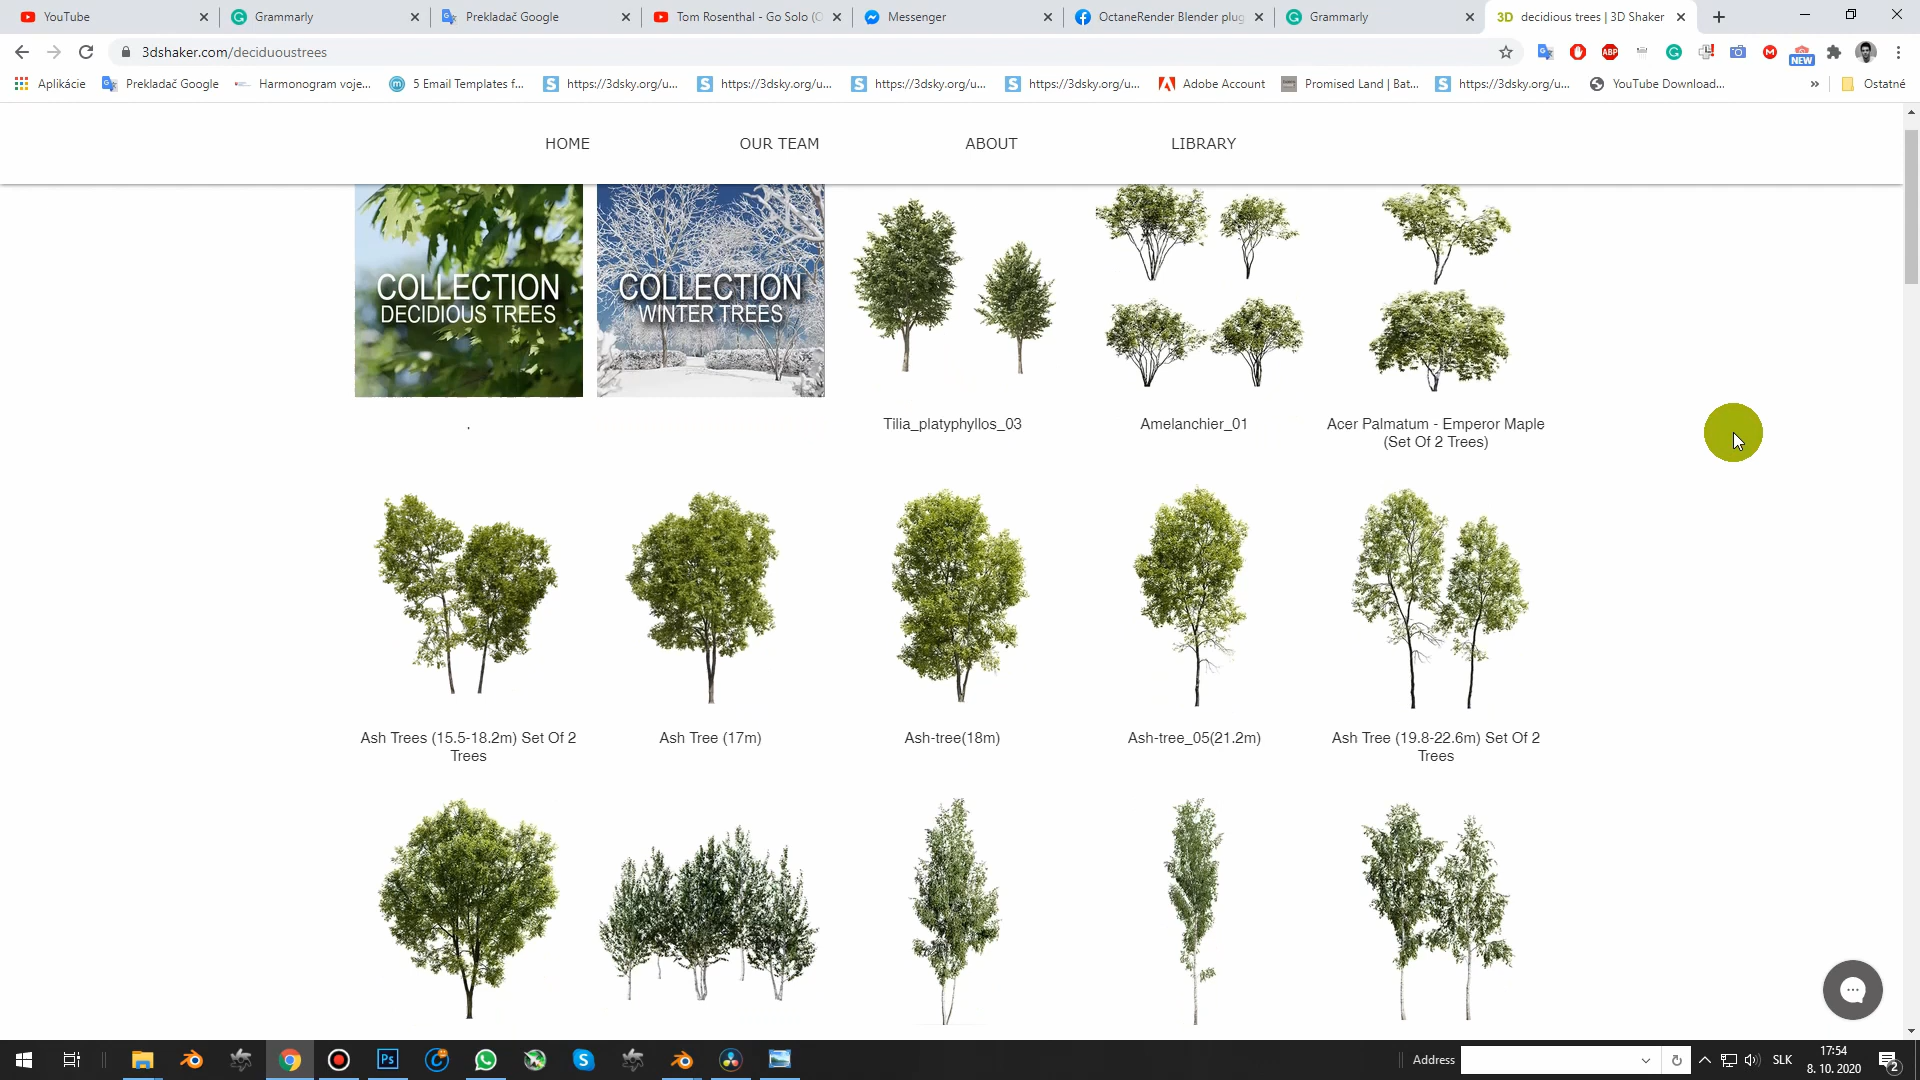 YouTube
Grammarly
Prekladač Google
Tom Rosenthal - Go Solo (O
Messenger
OctaneRender Blender plug
Grammarly
3D decidious trees | 3D Shaker
3dshaker.com/deciduoustrees
ABP
NEW
Aplikácie
Prekladač Google
Harmonogram voje...
5 Email Templates f...
https://3dsky.org/u...
https://3dsky.org/u...
https://3dsky.org/u...
https://3dsky.org/u...
Adobe Account
Promised Land | Bat...
https://3dsky.org/u...
YouTube Download...
»
Ostatné
HOME
OUR TEAM
ABOUT
LIBRARY
COLLECTION
DECIDIOUS TREES
COLLECTION
WINTER TREES
.
Tilia_platyphyllos_03
Amelanchier_01
Acer Palmatum - Emperor Maple
(Set Of 2 Trees)
Ash Trees (15.5-18.2m) Set Of 2
Trees
Ash Tree (17m)
Ash-tree(18m)
Ash-tree_05(21.2m)
Ash Tree (19.8-22.6m) Set Of 2
Trees
Ps
Address
SLK
17:54
8. 10. 2020
2